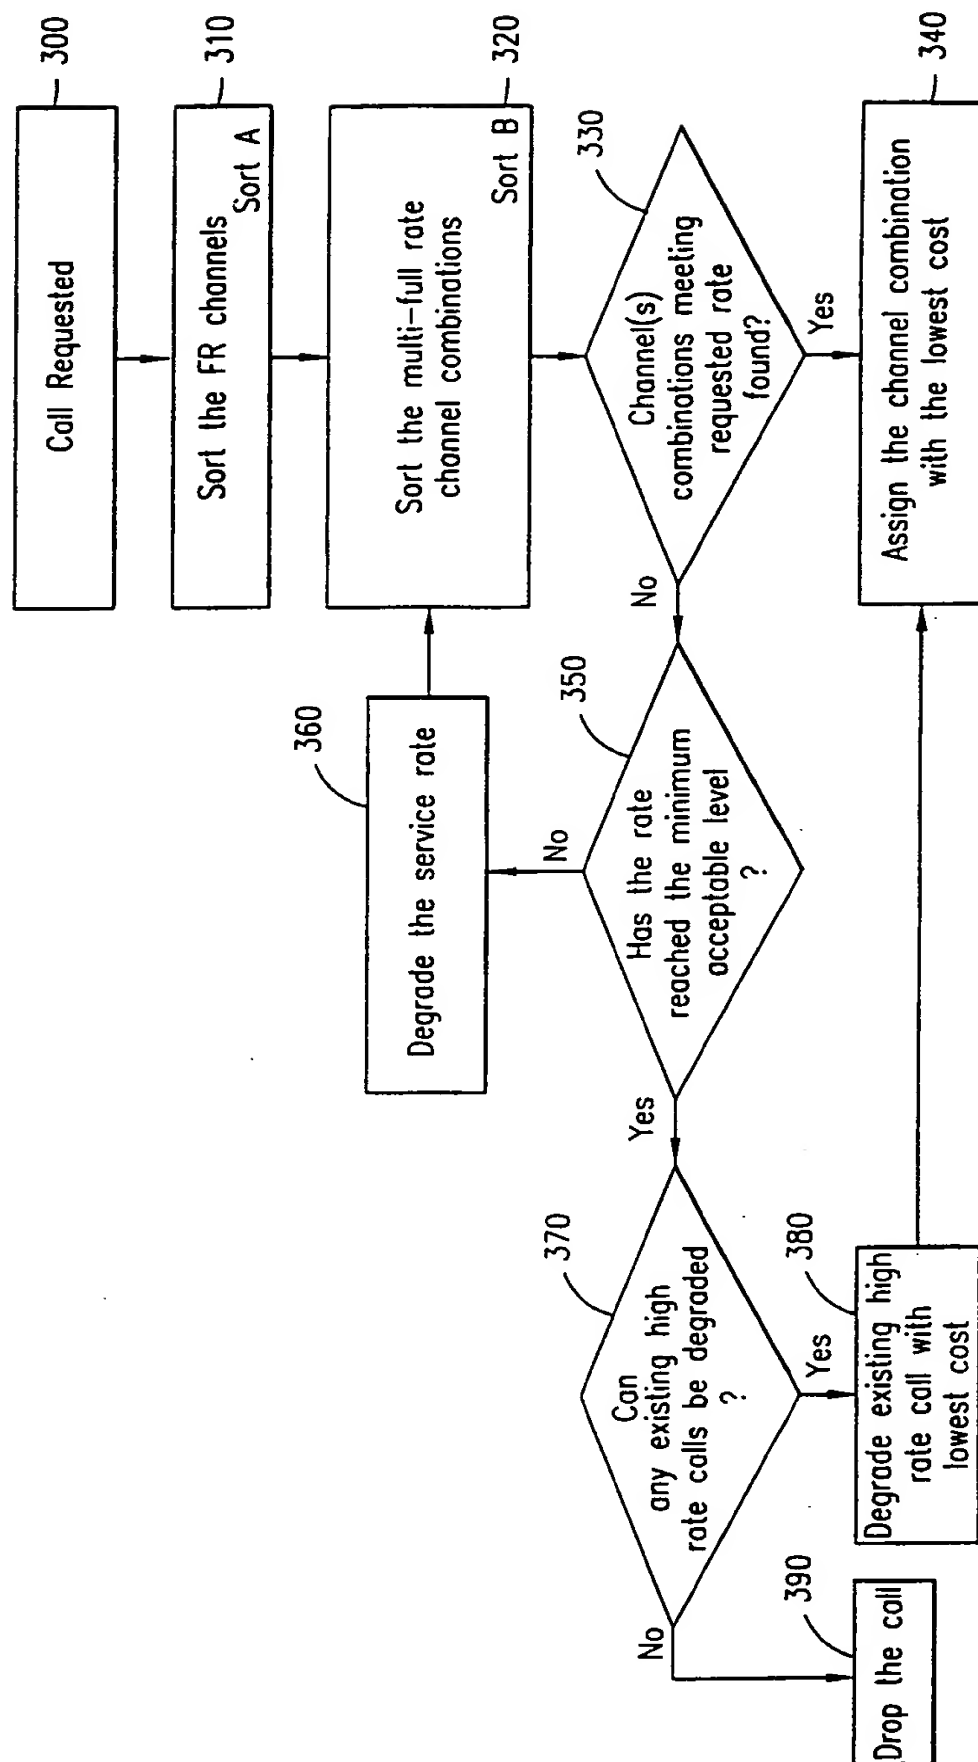 Call Requested
300
Sort the FR channels
Sort A
310
Sort the multi-full rate
channel combinations
Sort B
320
Channel(s)
combinations meeting
requested rate
found?
330
Yes
No
Assign the channel combination
with the lowest cost
340
Has the rate
reached the minimum
acceptable level
?
350
No
Yes
Degrade the service rate
360
Can
any existing high
rate calls be degraded
?
370
Yes
No
Degrade existing high
rate call with
lowest cost
380
Drop the call
390